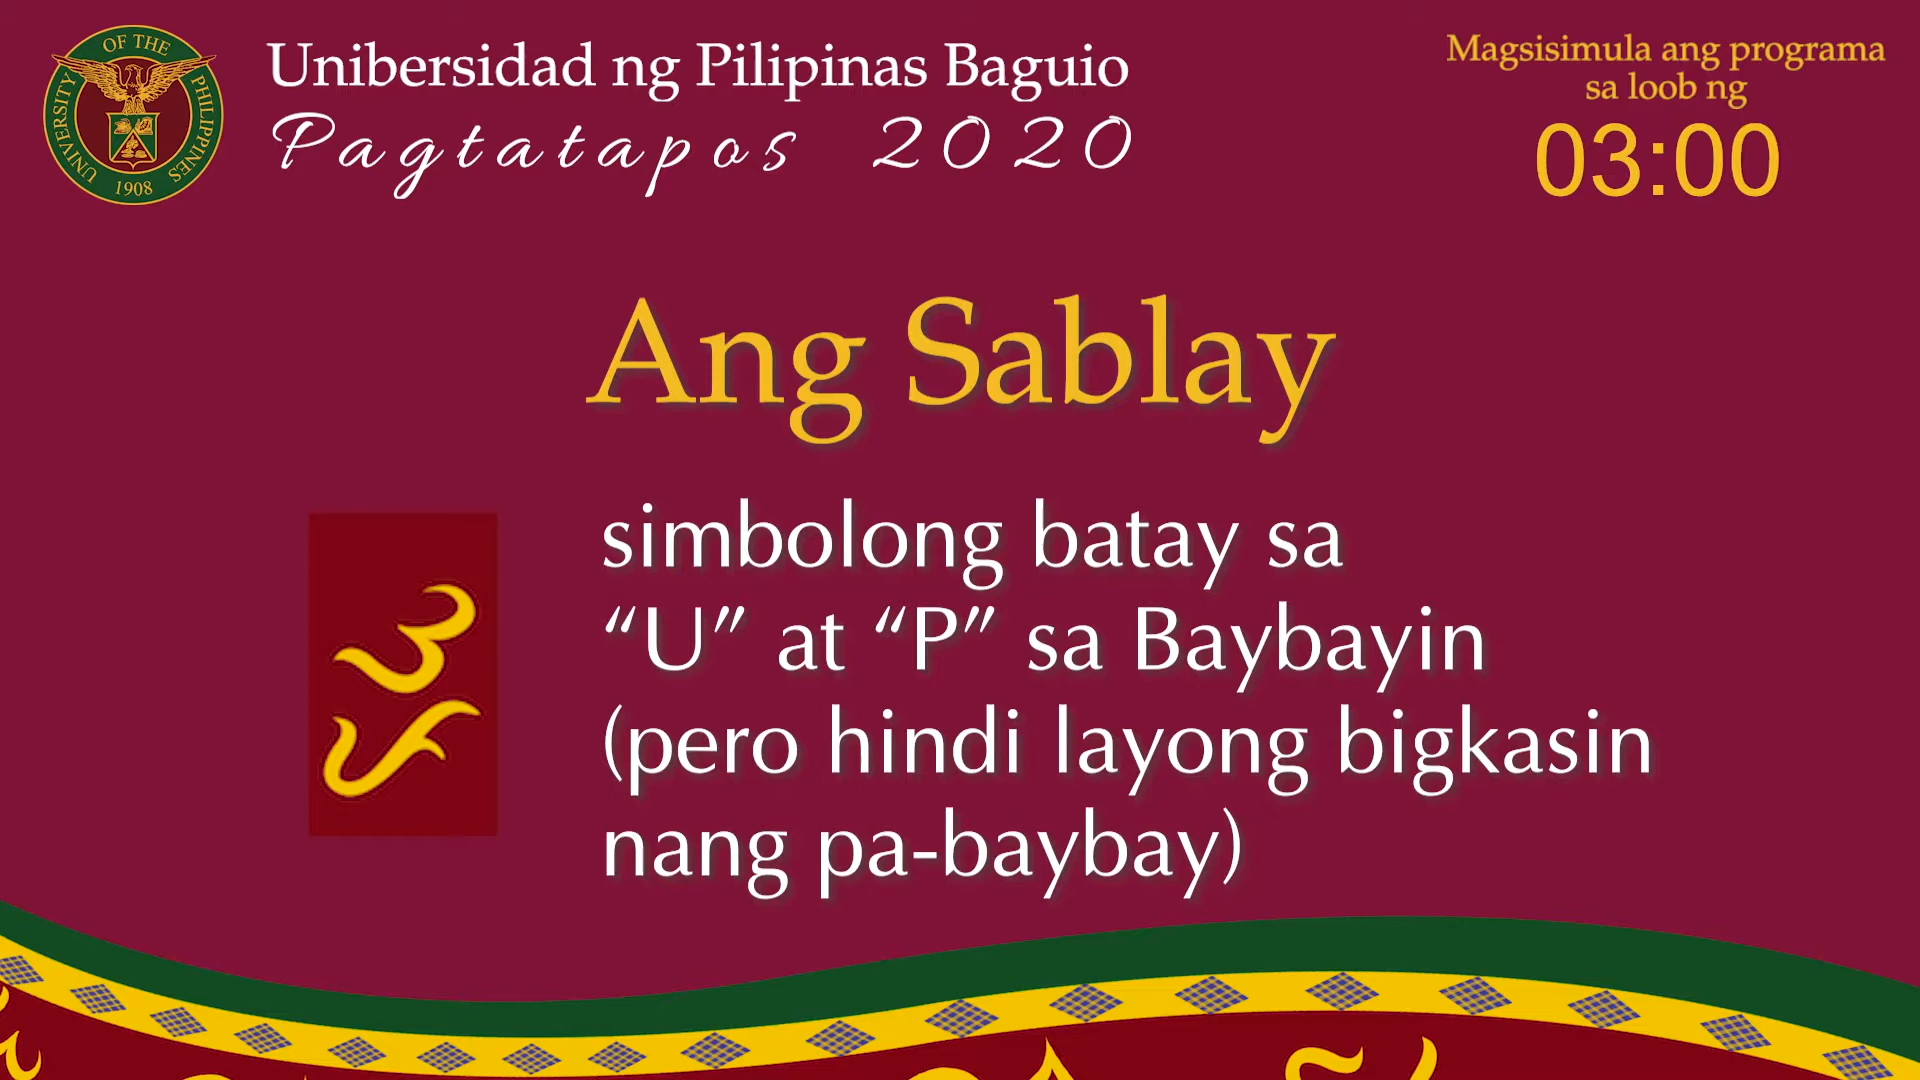 UNIVERSITY OF THE PHILIPPINES
1908
Unibersidad ng Pilipinas Baguio
Pagtatapos 2020
Magsisimula ang programa
sa loob ng
03:00
Ang Sablay
ᜂ
ᜉ
simbolong batay sa
“U” at “P” sa Baybayin
(pero hindi layong bigkasin
nang pa-baybay)